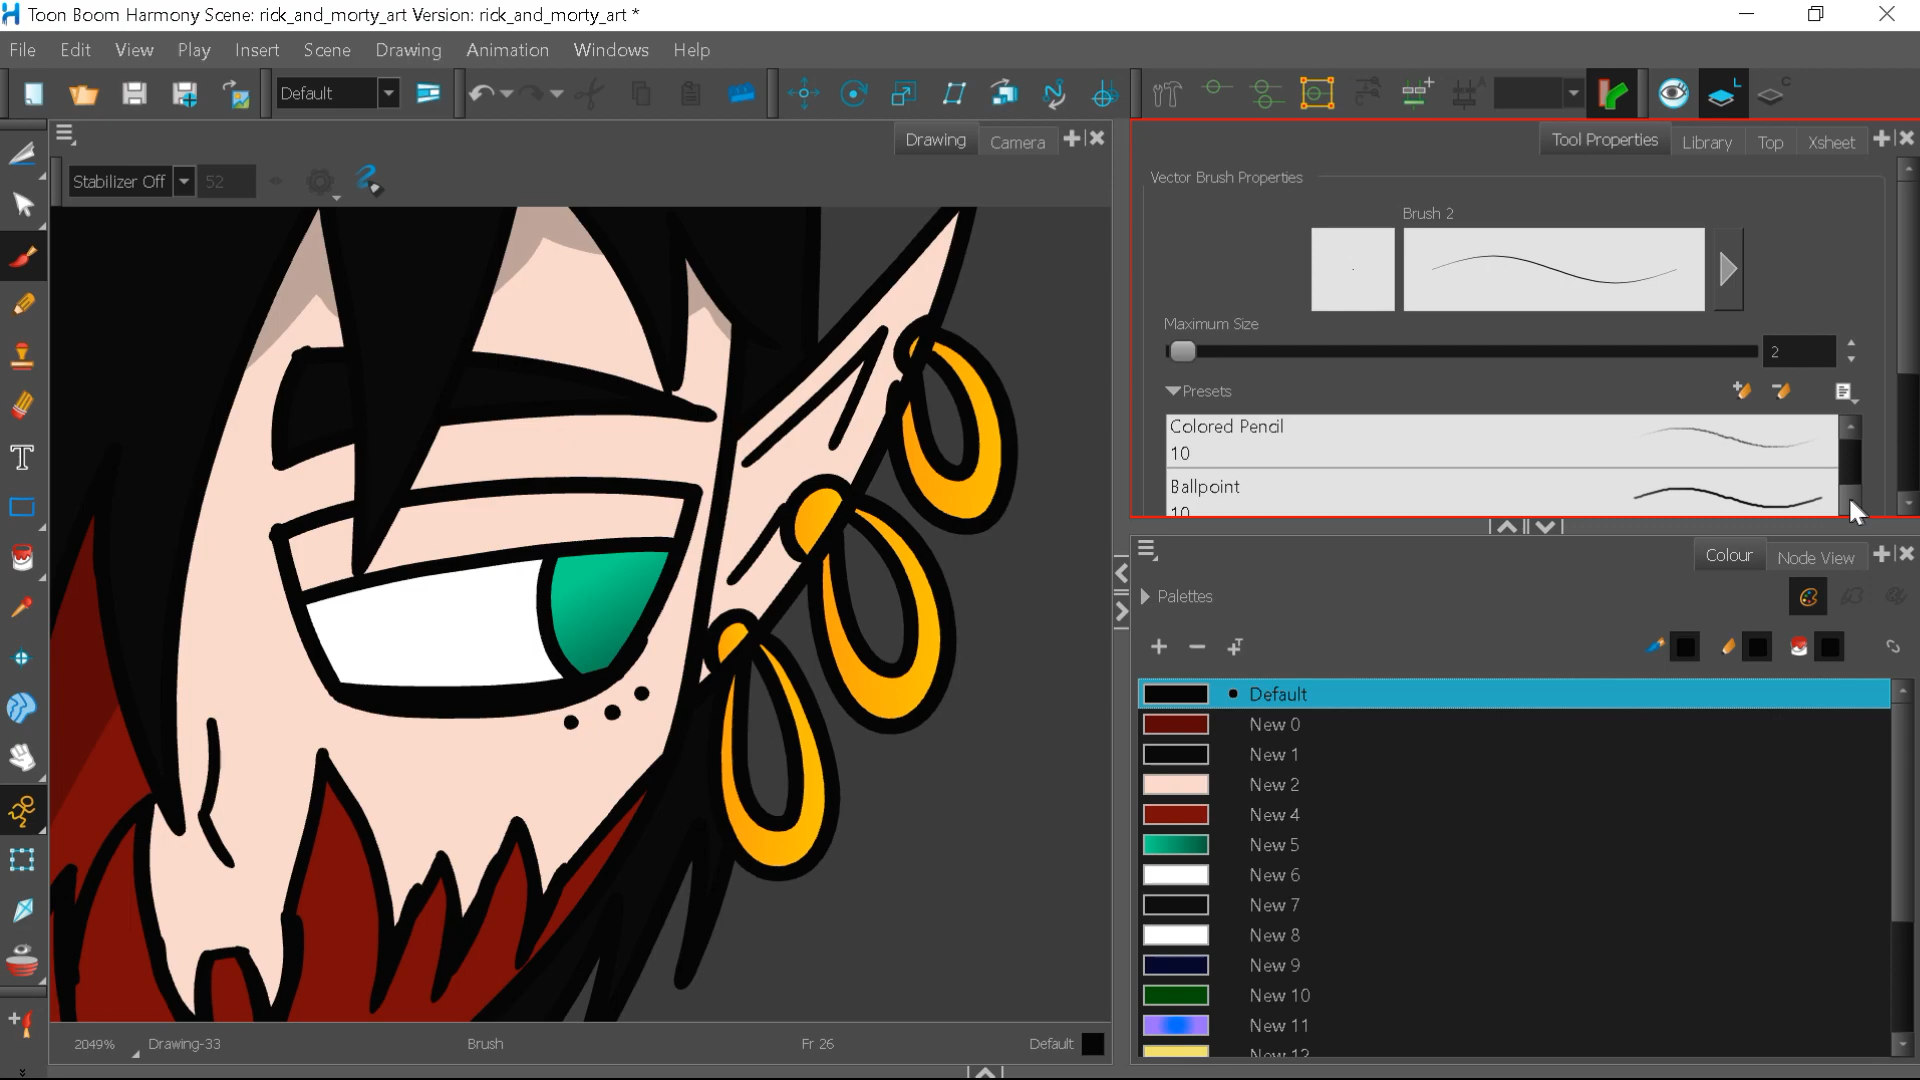 Toon Boom Harmony Scene: rick_and_morty_art Version: rick_and_morty_art *
File Edit View Play Insert Scene Drawing Animation Windows Help
Default
Drawing Camera
Stabilizer Off 52
Tool Properties Library Top Xsheet
Vector Brush Properties
Brush 2
Maximum Size
2
Presets
Colored Pencil
10
Ballpoint
10
Colour Node View
Palettes
Default
New 0
New 1
New 2
New 4
New 5
New 6
New 7
New 8
New 9
New 10
New 11
New 12
2049% Drawing-33 Brush Fr 26 Default